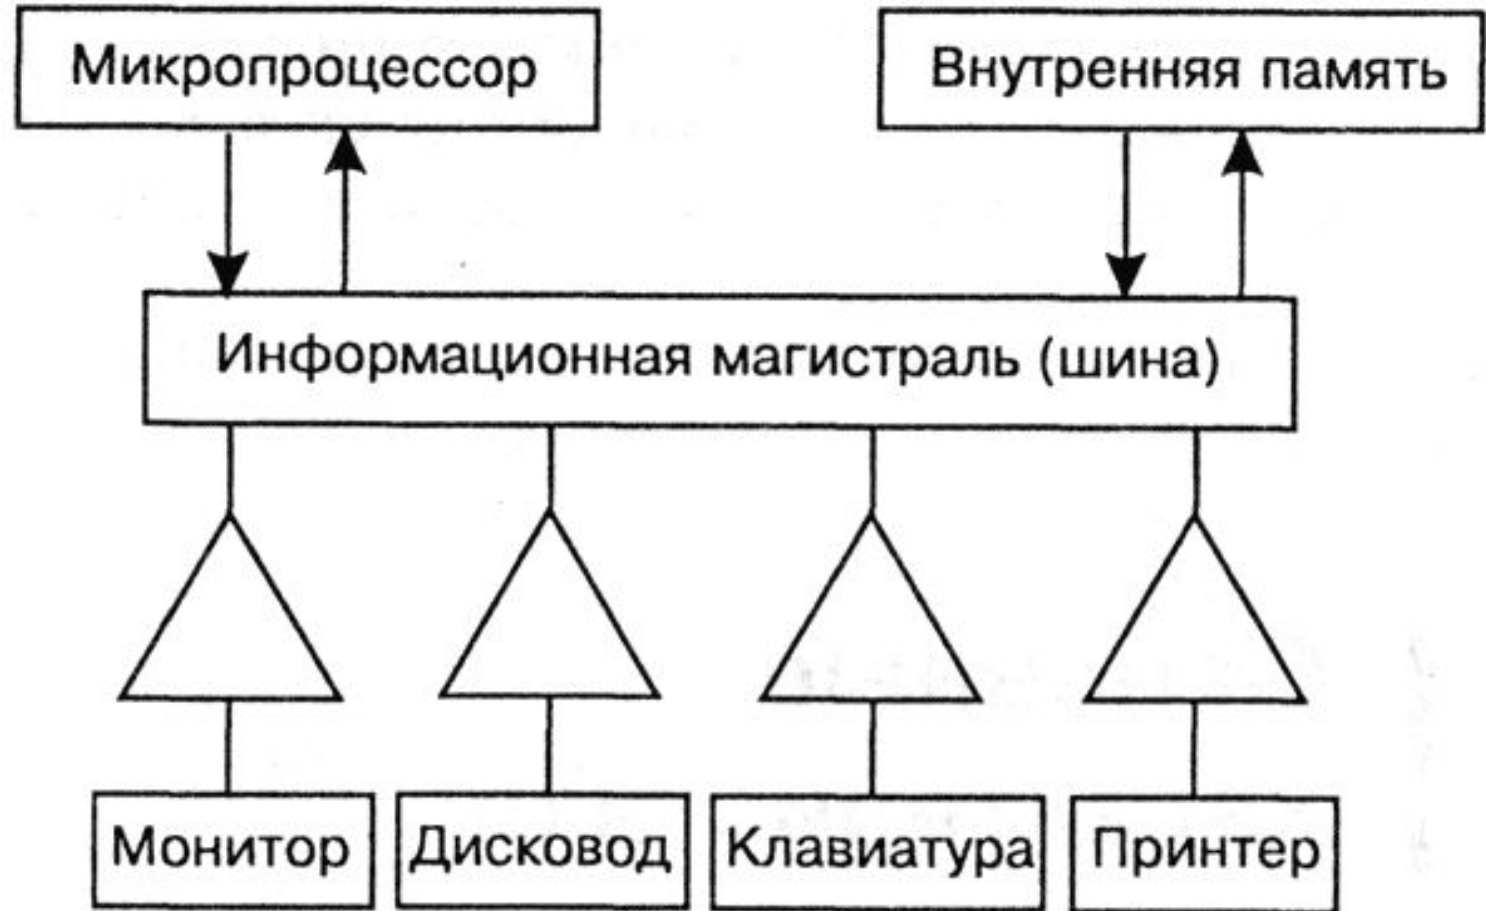 Микропроцессор
Внутренняя память
Информационная магистраль (шина)
Монитор
Дисковод
Клавиатура
Принтер